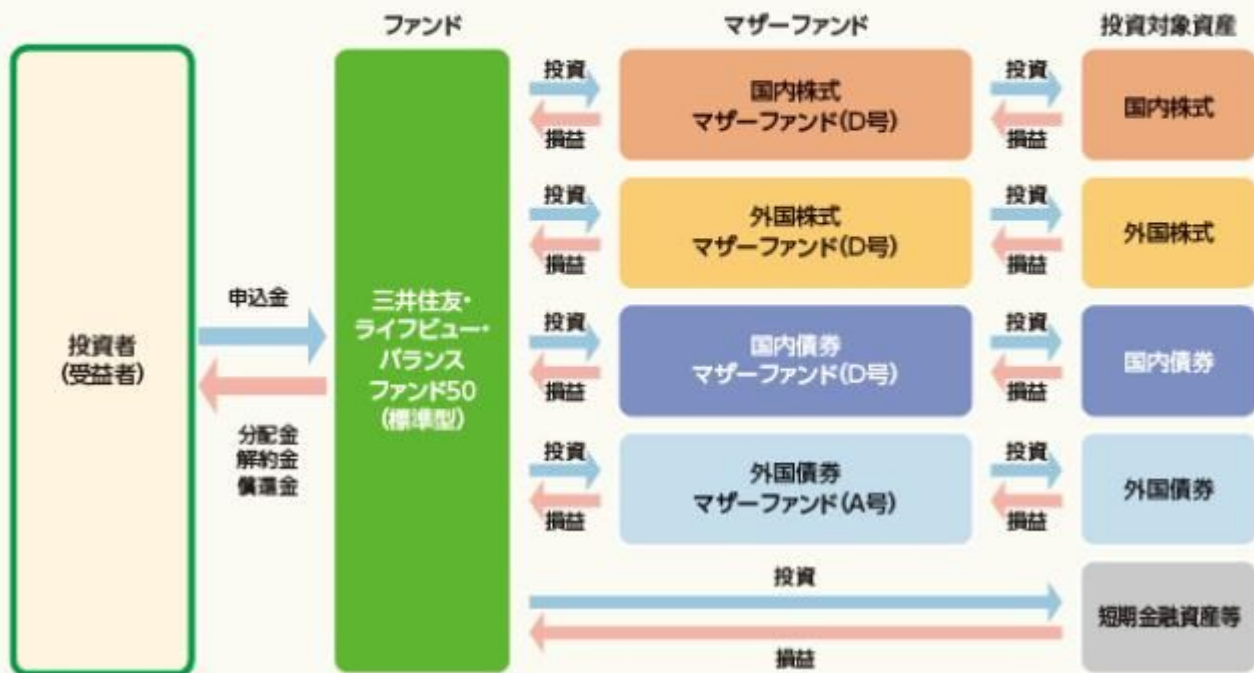 ファンド
マザーファンド
投資対象資産
投資者
(受益者)
申込金
分配金
解約金
償還金
三井住友・
ライフビュー・
バランス
ファンド50
(標準型)
投資
損益
国内株式
マザーファンド(D号)
投資
損益
国内株式
投資
損益
外国株式
マザーファンド(D号)
投資
損益
外国株式
投資
損益
国内債券
マザーファンド(D号)
投資
損益
国内債券
投資
損益
外国債券
マザーファンド(A号)
投資
損益
外国債券
投資
損益
短期金融資産等